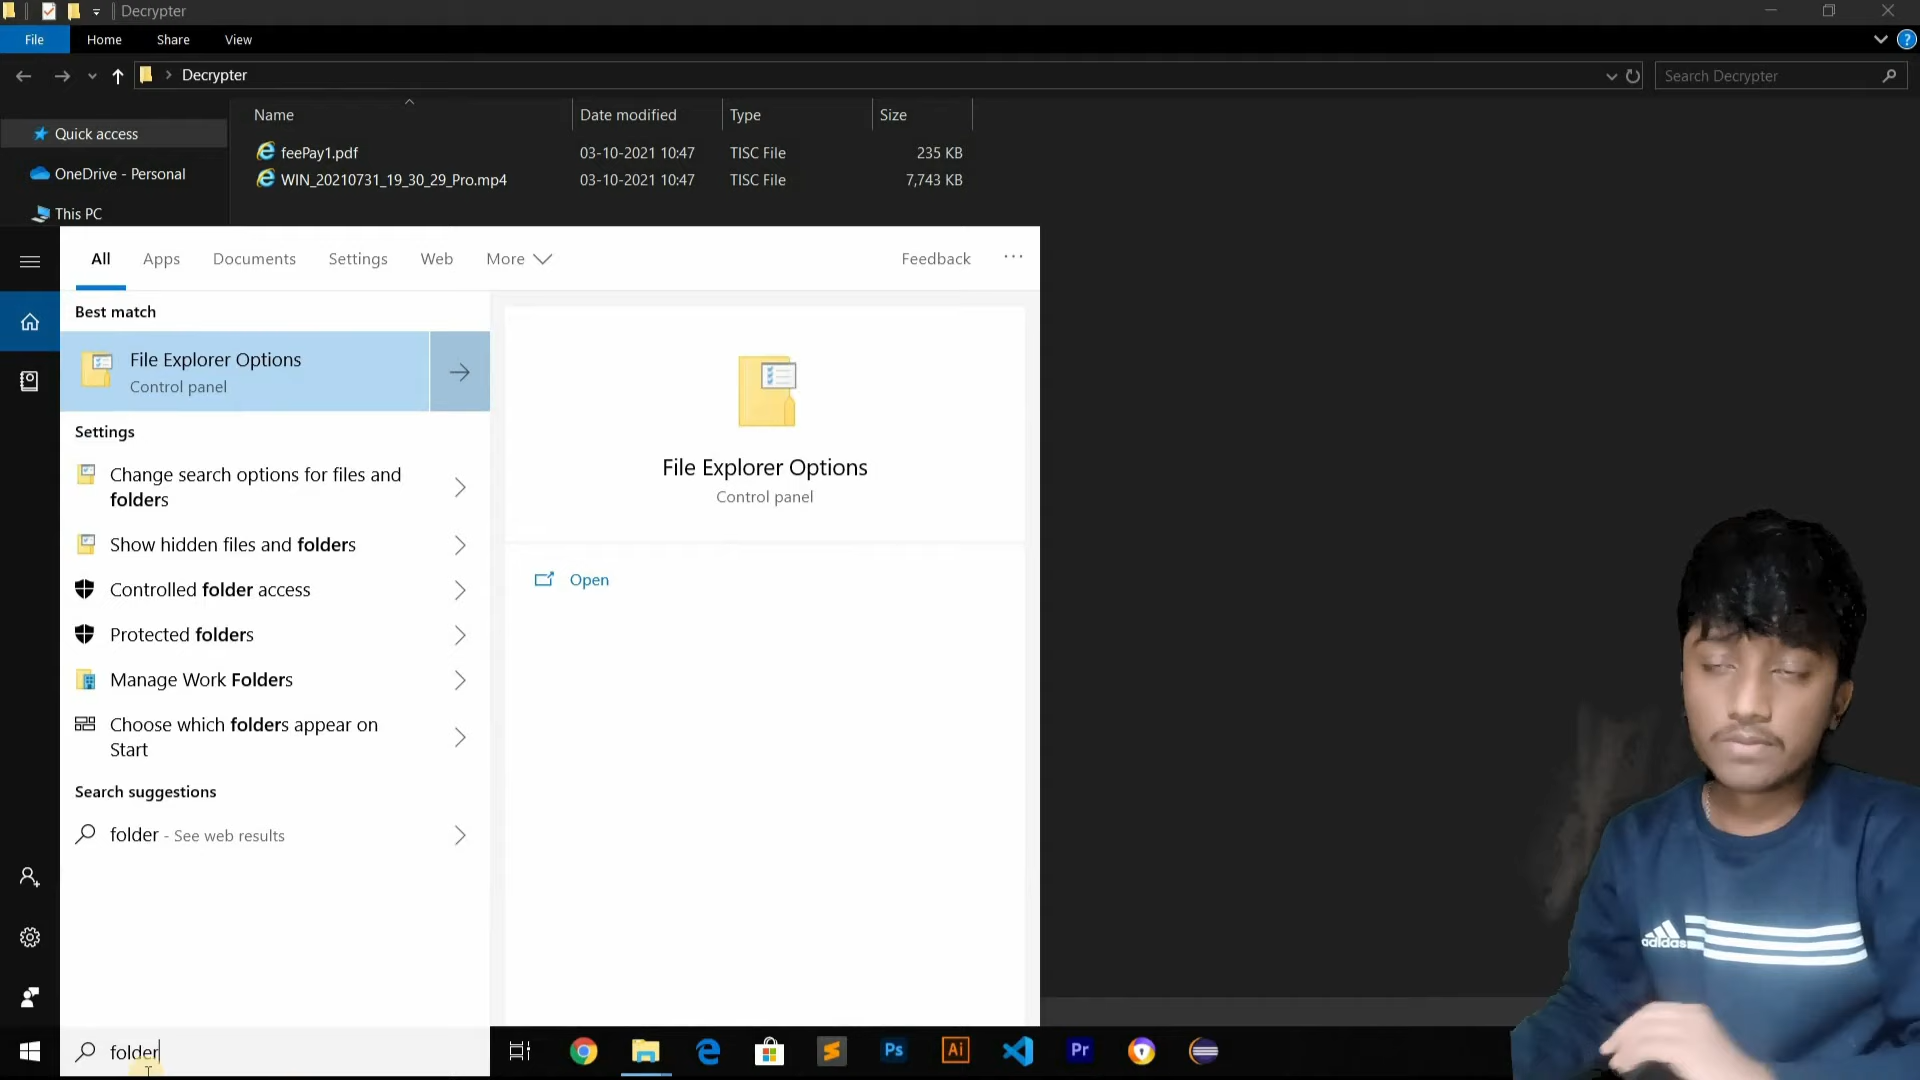 Decrypter
File Home Share View
Decrypter
Search Decrypter
Name Date modified Type Size
Quick access
feePay1.pdf 03-10-2021 10:47 TISC File 235 KB
OneDrive - Personal
WIN_20210731_19_30_29_Pro.mp4 03-10-2021 10:47 TISC File 7,743 KB
This PC
All Apps Documents Settings Web More Feedback ...
Best match
File Explorer Options
Control panel
Settings
Change search options for files and
folders
Show hidden files and folders
Controlled folder access
Protected folders
Manage Work Folders
Choose which folders appear on
Start
Search suggestions
folder - See web results
File Explorer Options
Control panel
Open
folder
Ps Ai Pr
adidas